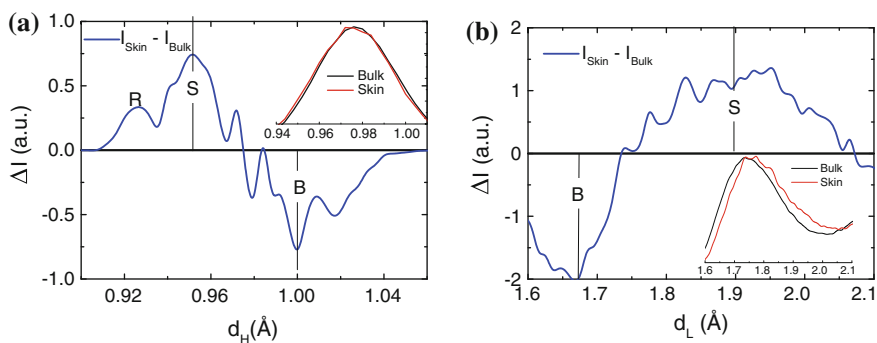 (a)
1.0
0.5
0.0
-0.5
-1.0
ΔI (a.u.)
I_Skin - I_Bulk
R
S
B
Bulk
Skin
0.94 0.96 0.98 1.00
0.92 0.96 1.00 1.04
d_H(Å)
(b)
2
1
0
-1
-2
ΔI (a.u.)
I_Skin - I_Bulk
S
B
Bulk
Skin
1.6 1.7 1.8 1.9 2.0 2.1
1.6 1.7 1.8 1.9 2.0 2.1
d_L (Å)